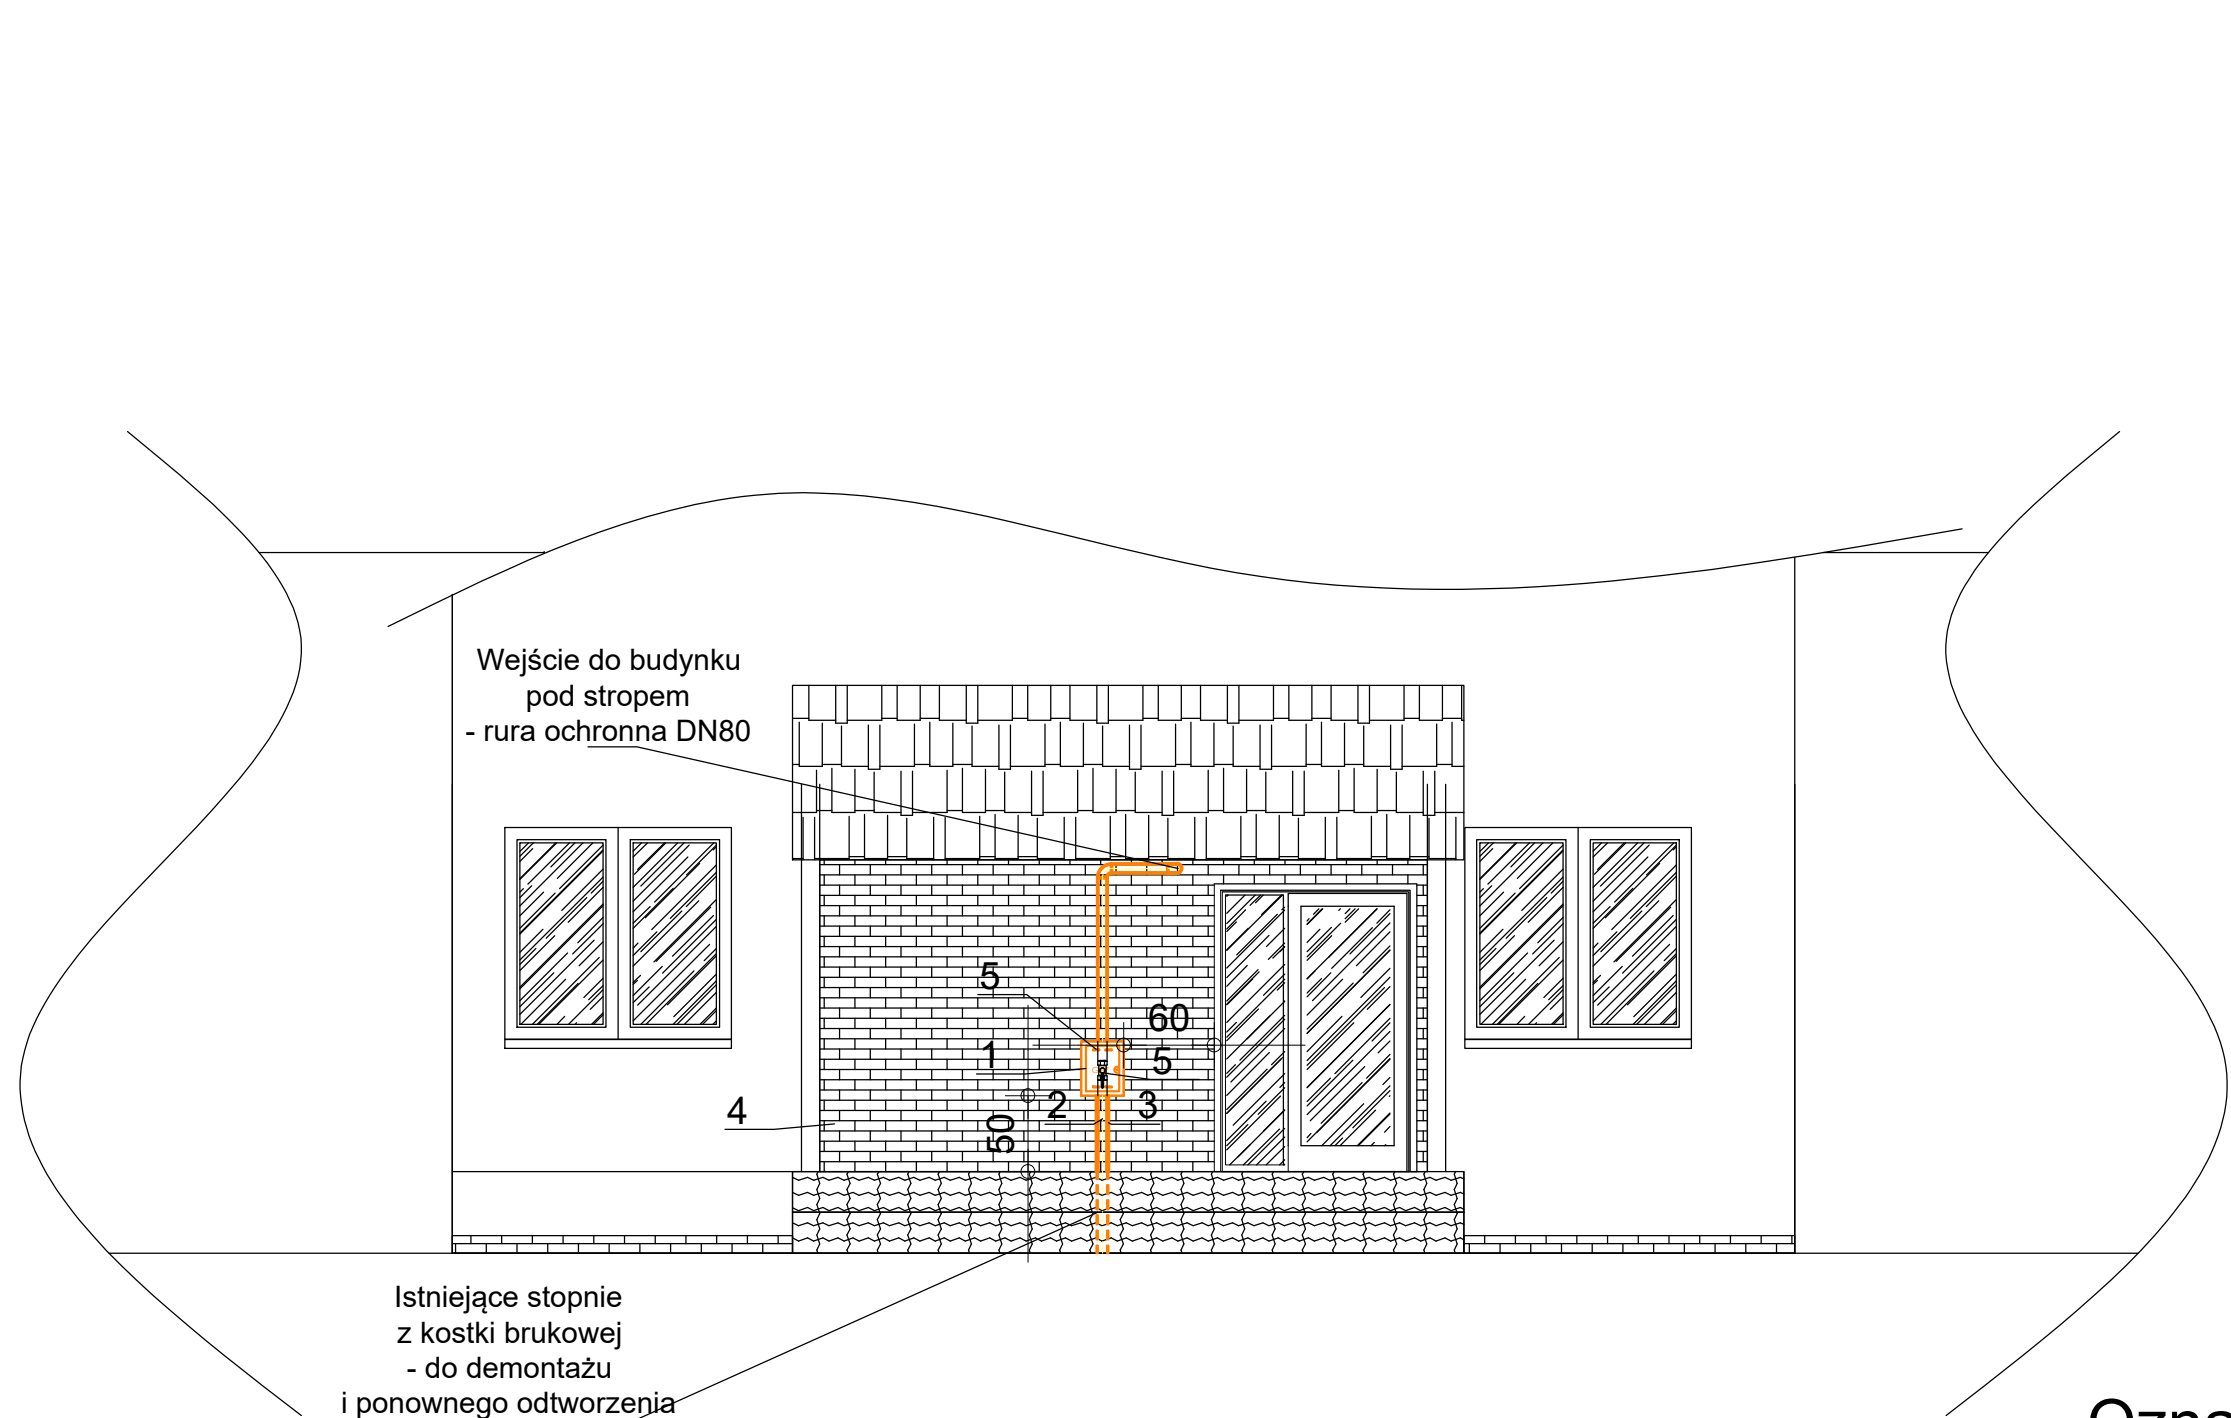 Wejście do budynku
pod stropem
- rura ochronna DN80
5
60
1
5
4
2
3
50
Istniejące stopnie
z kostki brukowej
- do demontażu
i ponownego odtworzenia